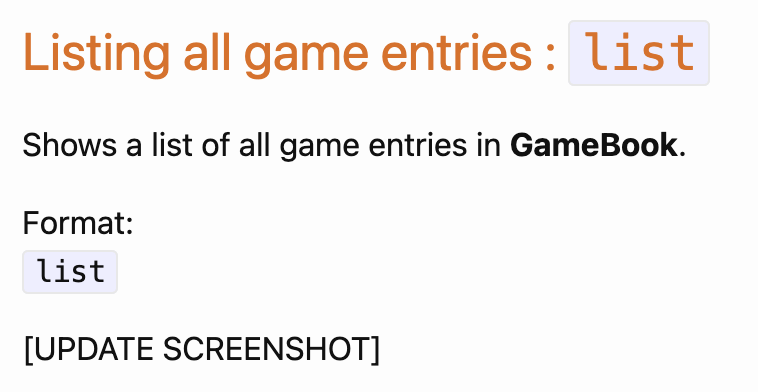 Listing all game entries : list
Shows a list of all game entries in GameBook.
Format:
list
[UPDATE SCREENSHOT]